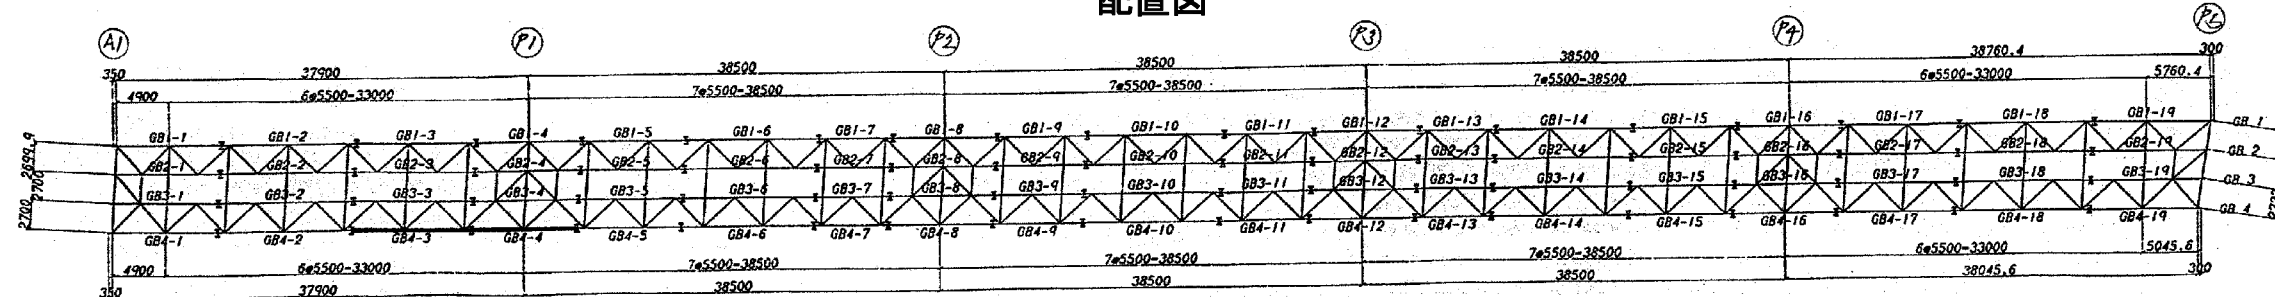 配置図
A1 P1 P2 P3 P4 P5
350 37900 38500 38500 38500 38760.4 300
4900 6@5500-33000 7@5500-38500 7@5500-38500 7@5500-38500 6@5500-33000 5760.4
GB1-1 GB1-2 GB1-3 GB1-4 GB1-5 GB1-6 GB1-7 GB1-8 GB1-9 GB1-10 GB1-11 GB1-12 GB1-13 GB1-14 GB1-15 GB1-16 GB1-17 GB1-18 GB1-19 GB 1
2699.9 GB2-1 GB2-2 GB2-3 GB2-4 GB2-5 GB2-6 GB2-7 GB2-8 GB2-9 GB2-10 GB2-11 GB2-12 GB2-13 GB2-14 GB2-15 GB2-16 GB2-17 GB2-18 GB2-19 GB 2
2700 GB3-1 GB3-2 GB3-3 GB3-4 GB3-5 GB3-6 GB3-7 GB3-8 GB3-9 GB3-10 GB3-11 GB3-12 GB3-13 GB3-14 GB3-15 GB3-16 GB3-17 GB3-18 GB3-19 GB 3
2700 GB4-1 GB4-2 GB4-3 GB4-4 GB4-5 GB4-6 GB4-7 GB4-8 GB4-9 GB4-10 GB4-11 GB4-12 GB4-13 GB4-14 GB4-15 GB4-16 GB4-17 GB4-18 GB4-19 GB 4
4900 6@5500-33000 7@5500-38500 7@5500-38500 7@5500-38500 6@5500-33000 5045.6
350 37900 38500 38500 38500 38045.6 300